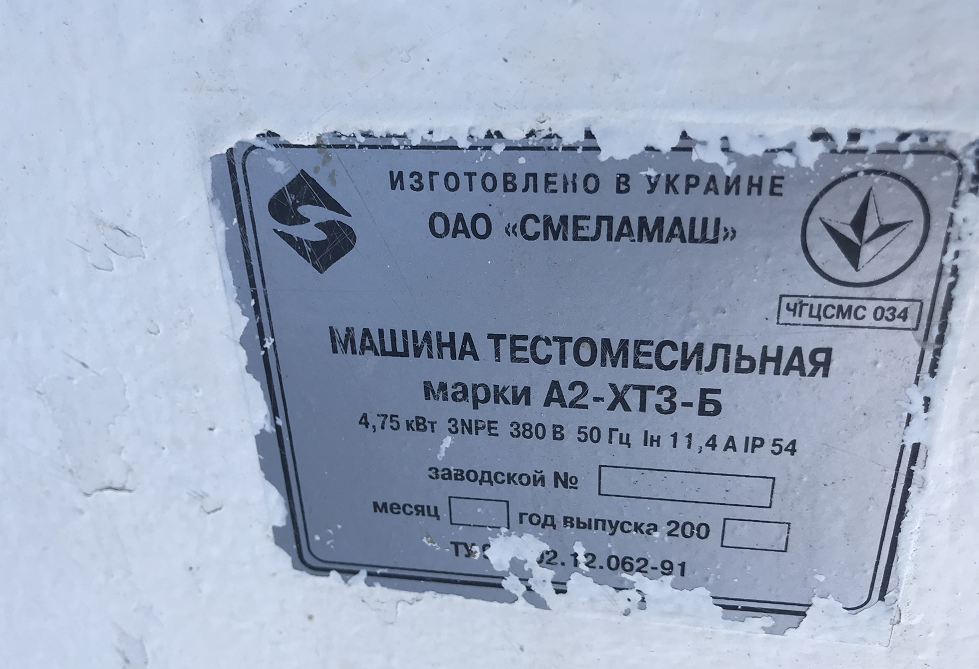 ИЗГОТОВЛЕНО В УКРАИНЕ
ОАО «СМЕЛАМАШ»
ЧГЦСМС 034
МАШИНА ТЕСТОМЕСИЛЬНАЯ
марки А2-ХТЗ-Б
4,75 кВт 3NPE 380 В 50 Гц Iн 11,4 А IP 54
заводской №
месяц год выпуска 200
2.12.062-91